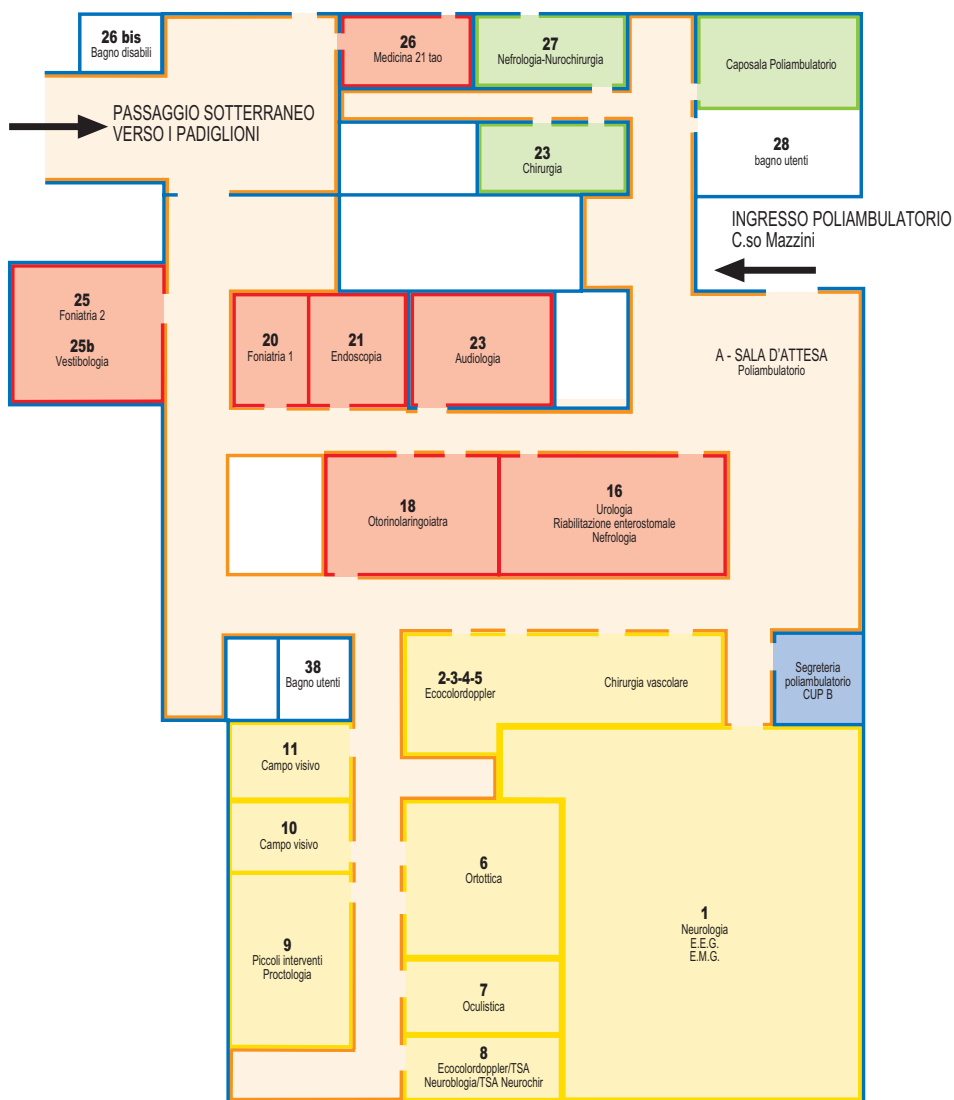 26 bis
Bagno disabili
26
Medicina 21 tao
27
Nefrologia-Nurochirurgia
Caposala Poliambulatorio
PASSAGGIO SOTTERRANEO
VERSO I PADIGLIONI
23
Chirurgia
28
bagno utenti
INGRESSO POLIAMBULATORIO
C.so Mazzini
25
Foniatria 2
25b
Vestibologia
20
Foniatria 1
21
Endoscopia
23
Audiologia
A - SALA D'ATTESA
Poliambulatorio
18
Otorinolaringoiatra
16
Urologia
Riabilitazione enterostomale
Nefrologia
38
Bagno utenti
2-3-4-5
Ecocolordoppler
Chirurgia vascolare
Segreteria
poliambulatorio
CUP B
11
Campo visivo
10
Campo visivo
6
Ortottica
1
Neurologia
E.E.G.
E.M.G.
9
Piccoli interventi
Proctologia
7
Oculistica
8
Ecocolordoppler/TSA
Neuroblogia/TSA Neurochir